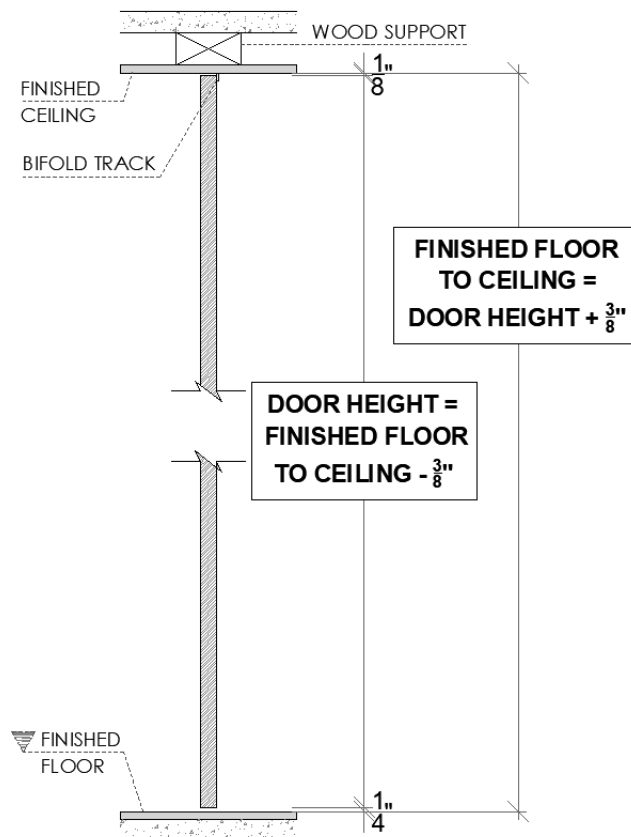 WOOD SUPPORT
1/8"
FINISHED
CEILING
BIFOLD TRACK
FINISHED FLOOR
TO CEILING =
DOOR HEIGHT + 3/8"
DOOR HEIGHT =
FINISHED FLOOR
TO CEILING - 3/8"
FINISHED
FLOOR
1/4"